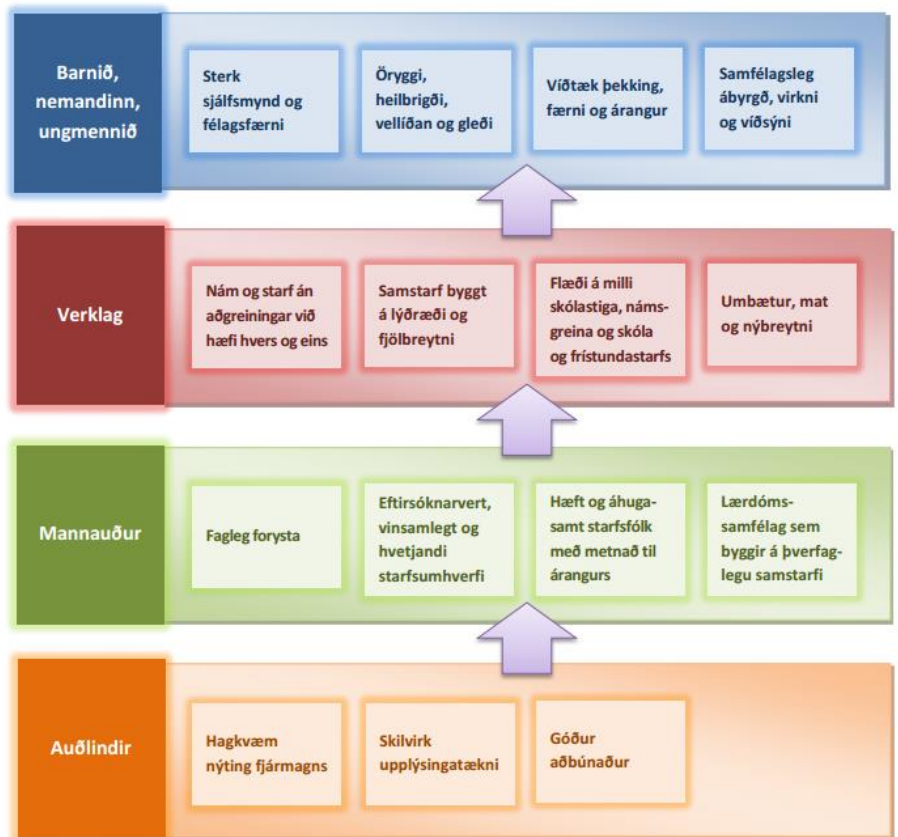 Barnið,
nemandinn,
ungmennið
Sterk
sjálfsmynd og
félagsfærni
Öryggi,
heilbrigði,
vellíðan og gleði
Víðtæk þekking,
færni og árangur
Samfélagsleg
ábyrgð, virkni
og víðsýni
Verklag
Nám og starf án
aðgreiningar við
hæfi hvers og eins
Samstarf byggt
á lýðræði og
fjölbreytni
Flæði á milli
skólastiga, náms-
greina og skóla
og frístundastarfs
Umbætur, mat
og nýbreytni
Mannauður
Fagleg forysta
Eftirsóknarvert,
vinsamlegt og
hvetjandi
starfsumhverfi
Hæft og áhuga-
samt starfsfólk
með metnað til
árangurs
Lærdóms-
samfélag sem
byggir á þverfag-
legu samstarfi
Auðlindir
Hagkvæm
nýting fjármagns
Skilvirk
upplýsingatækni
Góður
aðbúnaður